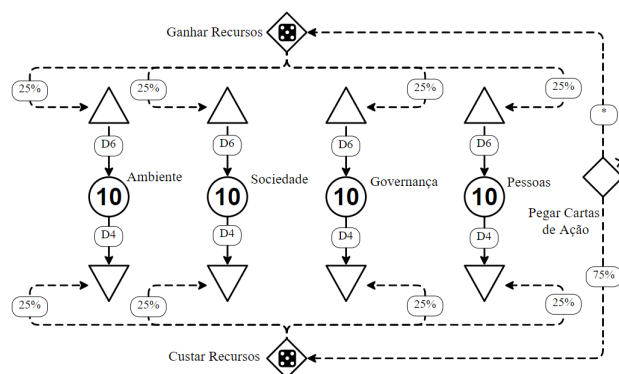 Ganhar Recursos
25%
25%
25%
25%
*
D6
D6
D6
D6
Ambiente
Sociedade
Governança
Pessoas
10
10
10
10
Pegar Cartas
de Ação
D4
D4
D4
D4
75%
25%
25%
25%
25%
Custar Recursos